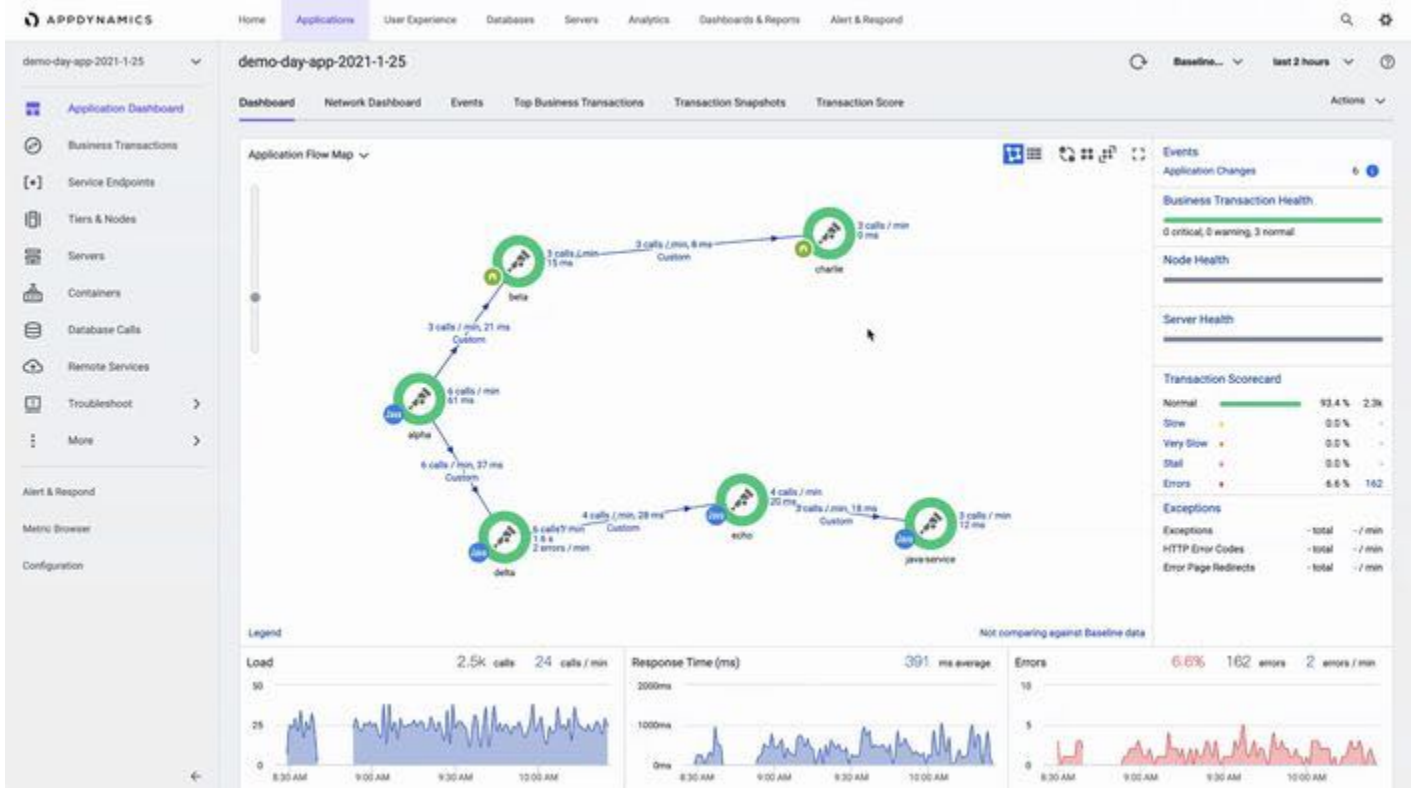 APPDYNAMICS
Home Applications User Experience Databases Servers Analytics Dashboards & Reports Alert & Respond
demo-day-app-2021-1-25
demo-day-app-2021-1-25
Baseline... last 2 hours
Application Dashboard
Business Transactions
Service Endpoints
Tiers & Nodes
Servers
Containers
Database Calls
Remote Services
Troubleshoot
More
Alert & Respond
Metric Browser
Configuration
Dashboard Network Dashboard Events Top Business Transactions Transaction Snapshots Transaction Score
Actions
Application Flow Map
3 calls / min
0 ms
charlie
3 calls / min, 8 ms
Custom
3 calls / min
15 ms
beta
3 calls / min, 21 ms
Custom
6 calls / min
61 ms
Java
alpha
6 calls / min, 37 ms
Custom
6 calls / min
1.6 s
2 errors / min
Java
delta
4 calls / min, 28 ms
Custom
4 calls / min
20 ms
Java
echo
3 calls / min, 18 ms
Custom
3 calls / min
12 ms
Java
java-service
Legend
Not comparing against Baseline data
Events
Application Changes 6
Business Transaction Health
0 critical, 0 warning, 3 normal
Node Health
Server Health
Transaction Scorecard
Normal 93.4 % 2.3k
Slow 0.0 % -
Very Slow 0.0 % -
Stall 0.0 % -
Errors 6.6 % 162
Exceptions
Exceptions - total - / min
HTTP Error Codes - total - / min
Error Page Redirects - total - / min
Load 2.5k calls 24 calls / min
50
25
0
8:30 AM 9:00 AM 9:30 AM 10:00 AM
Response Time (ms) 391 ms average
2000ms
1000ms
0ms
8:30 AM 9:00 AM 9:30 AM 10:00 AM
Errors 6.6% 162 errors 2 errors / min
10
5
0
8:30 AM 9:00 AM 9:30 AM 10:00 AM